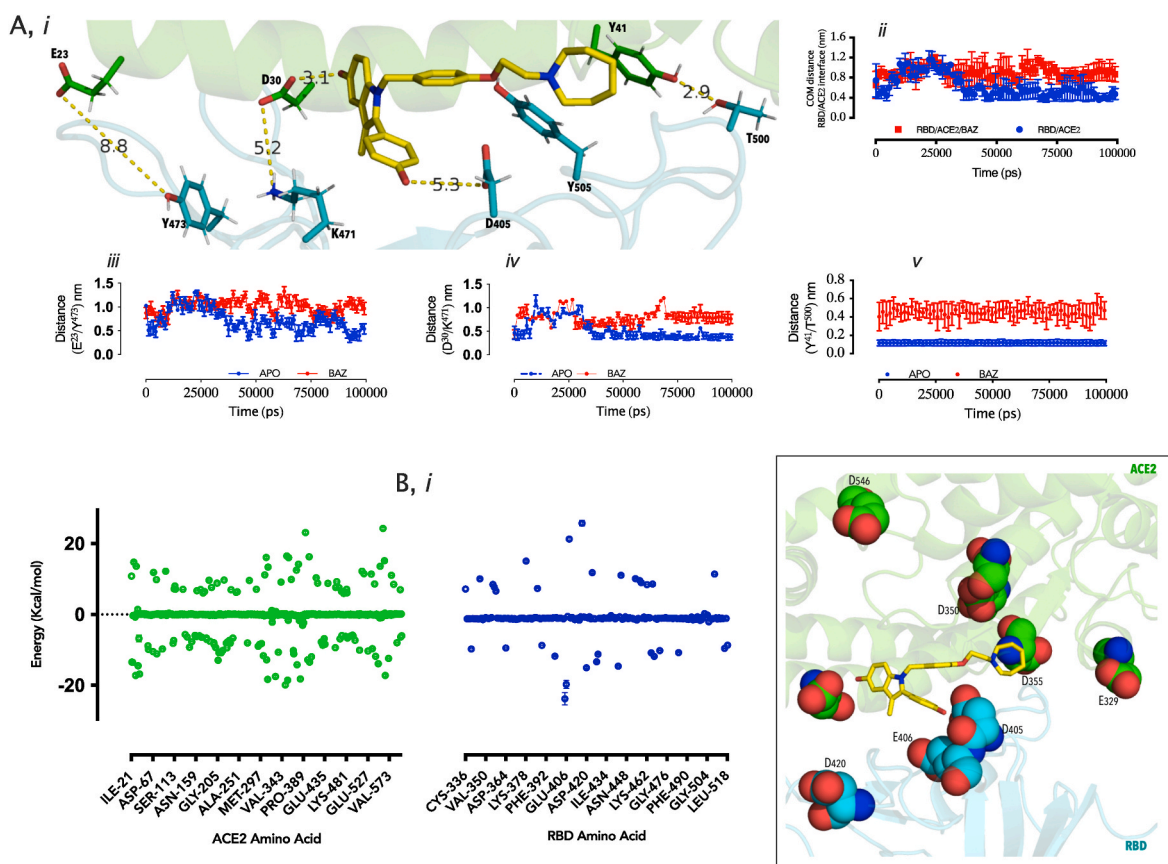 A, i
E23
D30
3.1
Y41
2.9
T500
8.8
5.2
5.3
Y505
Y473
K471
D405
ii
COM distance
RBD/ACE2 interface (nm)
1.6
1.2
0.8
0.4
0.0
RBD/ACE2/BAZ RBD/ACE2
0 25000 50000 75000 100000
Time (ps)
iii
Distance
(E23/Y473) nm
1.5
1.0
0.5
0.0
APO BAZ
0 25000 50000 75000 100000
Time (ps)
iv
Distance
(D30/K471) nm
1.5
1.0
0.5
0.0
APO BAZ
0 25000 50000 75000 100000
Time (ps)
v
Distance
(Y41/T500) nm
0.8
0.6
0.4
0.2
0.0
APO BAZ
0 25000 50000 75000 100000
Time (ps)
B, i
Energy (Kcal/mol)
20
0
-20
ILE-21
ASP-67
SER-113
ASN-159
GLY-205
ALA-251
MET-297
VAL-343
PRO-389
GLU-435
LYS-481
GLU-527
VAL-573
ACE2 Amino Acid
CYS-336
VAL-350
ASP-364
LYS-378
PHE-392
GLU-406
ASP-420
ILE-434
ASN-448
LYS-462
GLY-476
PHE-490
GLY-504
LEU-518
RBD Amino Acid
ACE2
D546
D350
D355
E329
E406
D405
D420
RBD